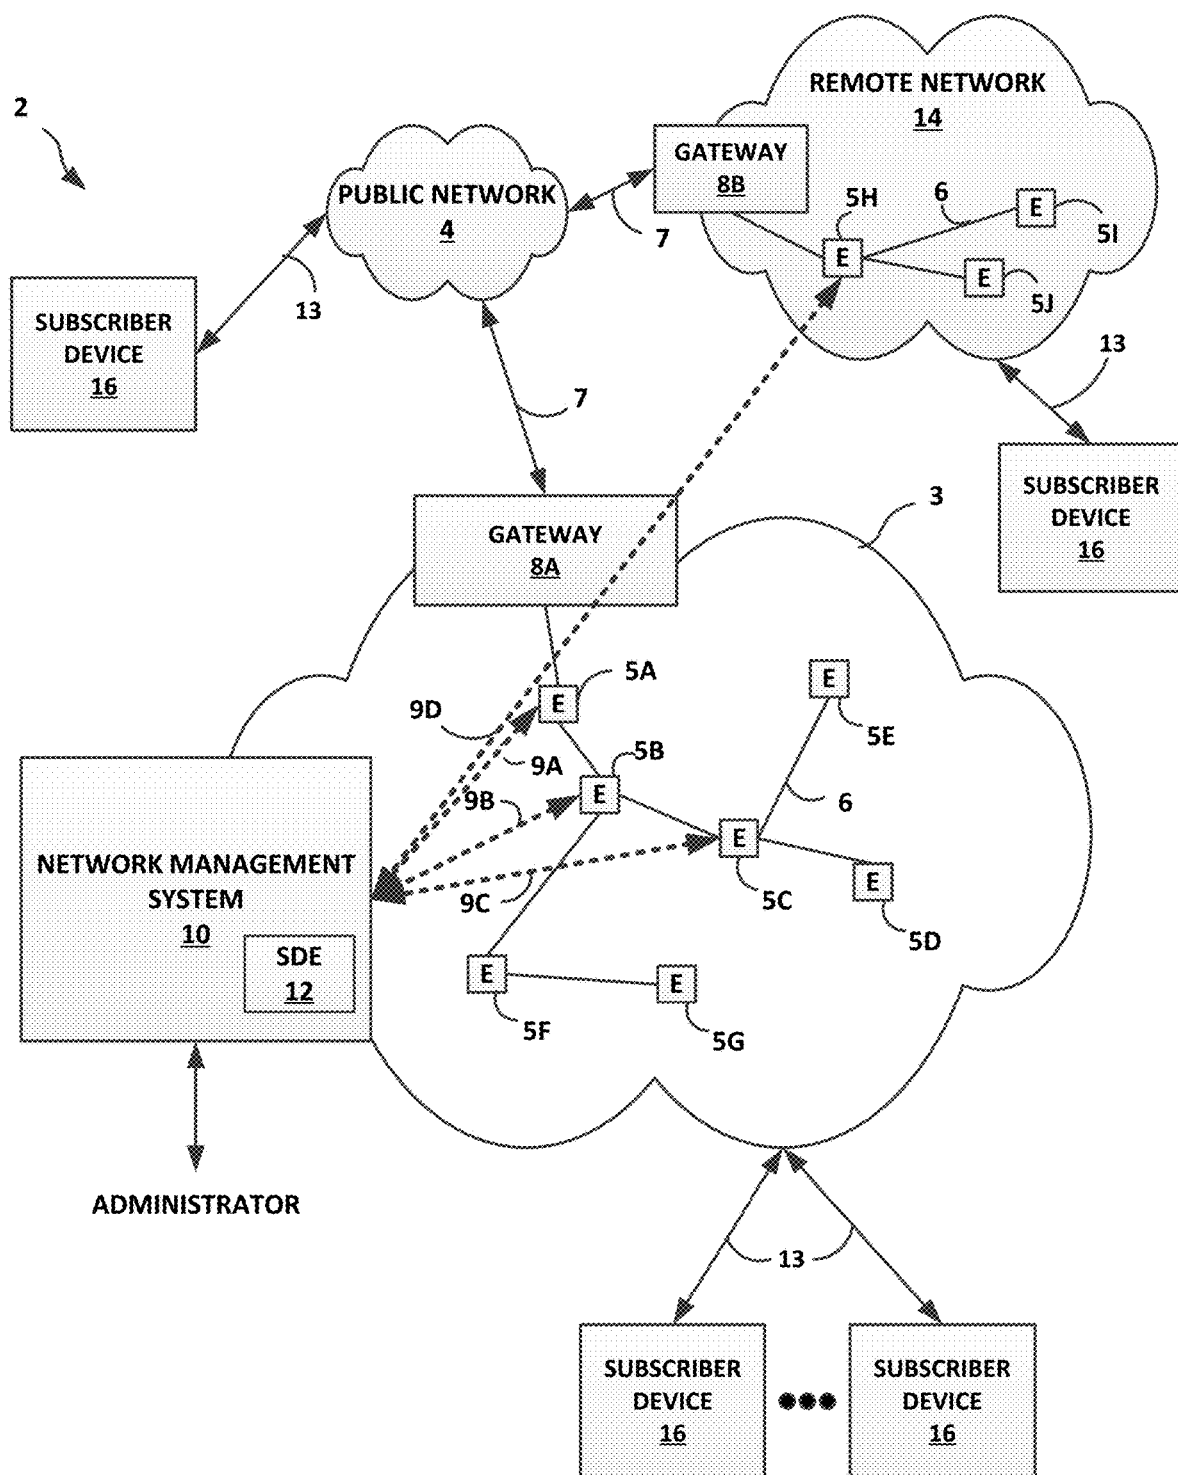 2
REMOTE NETWORK
14
GATEWAY
8B
PUBLIC NETWORK
4
7
5H
6
E
5I
E
E
5J
13
SUBSCRIBER
DEVICE
16
13
7
SUBSCRIBER
DEVICE
16
GATEWAY
8A
3
5A
E
9D
9A
E
5E
5B
E
9B
6
E
9C
5C
E
5D
NETWORK MANAGEMENT
SYSTEM
10
SDE
12
E
5F
E
5G
ADMINISTRATOR
13
SUBSCRIBER
DEVICE
16
●●●
SUBSCRIBER
DEVICE
16